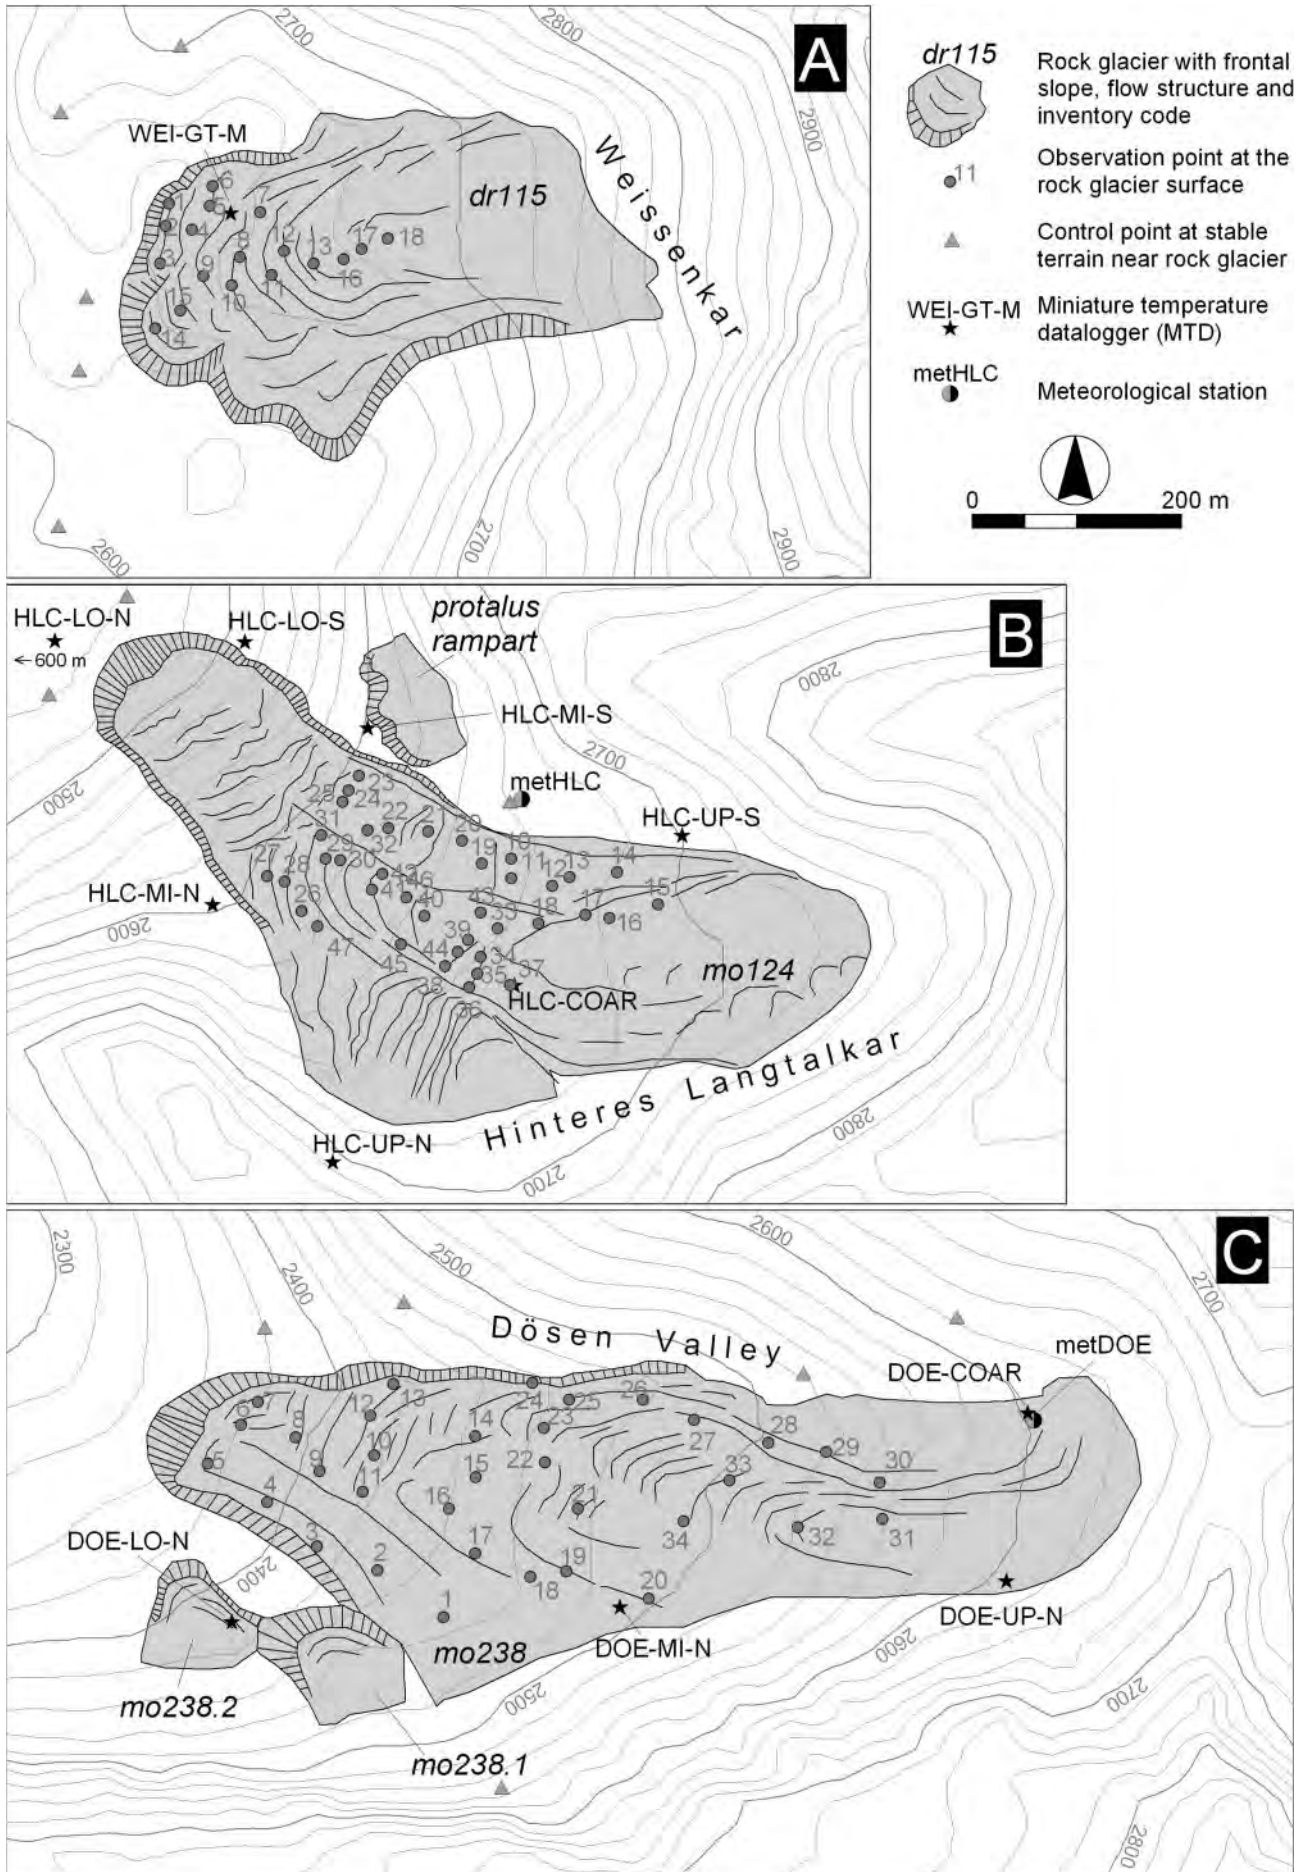 A
2700
2800
2900
WEI-GT-M
Weissenkar
dr115
6
1
5
7
2
4
8
12
13
17
18
3
9
16
11
10
15
14
2600
2700
2900
dr115
Rock glacier with frontal
slope, flow structure and
inventory code
11
Observation point at the
rock glacier surface
Control point at stable
terrain near rock glacier
WEI-GT-M
Miniature temperature
datalogger (MTD)
metHLC
Meteorological station
0
200 m
B
HLC-LO-N
←600 m
HLC-LO-S
protalus
rampart
HLC-MI-S
2800
2700
metHLC
HLC-UP-S
2500
23
25
24
31
22
21
20
32
19
10
11
12
13
14
29
27
28
30
42
46
41
26
40
43
33
18
17
15
16
HLC-MI-N
2600
47
45
39
44
34
38
35
37
36
HLC-COAR
mo124
Hinteres Langtalkar
HLC-UP-N
2700
2800
C
2300
2400
2500
2600
2700
Dösen Valley
metDOE
DOE-COAR
7
6
8
12
13
24
25
26
5
9
10
11
14
23
27
28
29
30
4
15
22
33
16
21
34
32
31
3
2
17
19
18
20
1
DOE-LO-N
2400
mo238
DOE-MI-N
DOE-UP-N
2600
2500
mo238.2
mo238.1
2700
2800